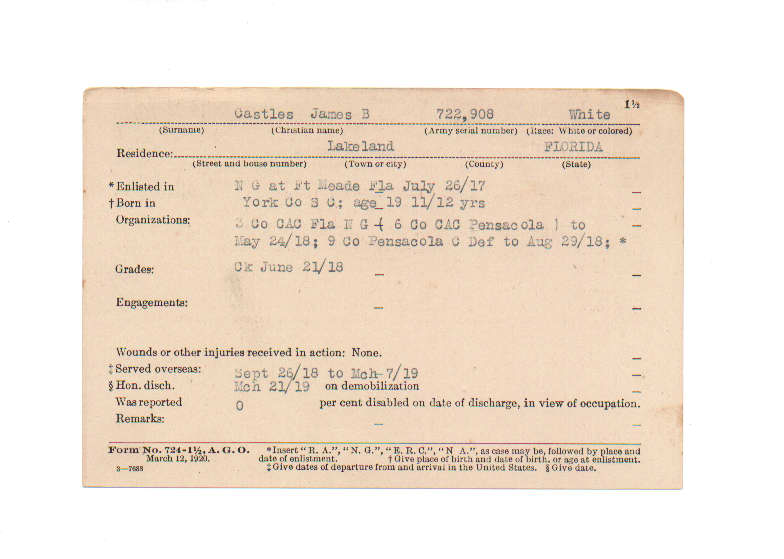 1½
Castles James B 722,908 White
(Surname) (Christian name) (Army serial number) (Race: White or colored)
Residence: Lakeland FLORIDA
(Street and house number) (Town or city) (County) (State)
*Enlisted in N G at Ft Meade Fla July 26/17
†Born in York Co S C; age 19 11/12 yrs
Organizations: 3 Co CAC Fla N G ( 6 Co CAC Pensacola ) to
May 24/18; 9 Co Pensacola C Def to Aug 29/18; *
Grades: Ck June 21/18
Engagements:
Wounds or other injuries received in action: None.
‡Served overseas: Sept 26/18 to Mch 7/19
§Hon. disch. Mch 21/19 on demobilization
Was reported 0 per cent disabled on date of discharge, in view of occupation.
Remarks:
Form No. 724-1½, A. G. O. *Insert "R. A.", "N. G.", "E. R. C.", "N A.", as case may be, followed by place and
March 12, 1920. date of enlistment. †Give place of birth and date of birth, or age at enlistment.
3—7688 ‡Give dates of departure from and arrival in the United States. §Give date.